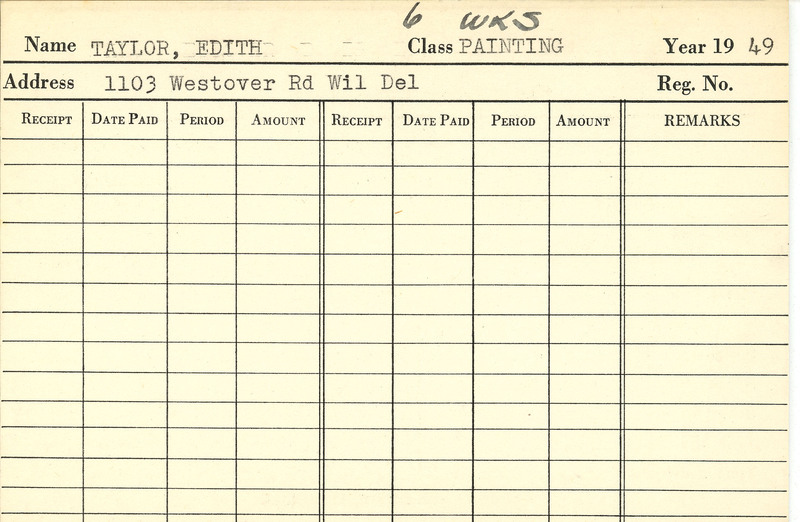 6 WKS
Name TAYLOR, EDITH Class PAINTING Year 19 49
Address 1103 Westover Rd Wil Del Reg. No.
RECEIPT DATE PAID PERIOD AMOUNT RECEIPT DATE PAID PERIOD AMOUNT REMARKS